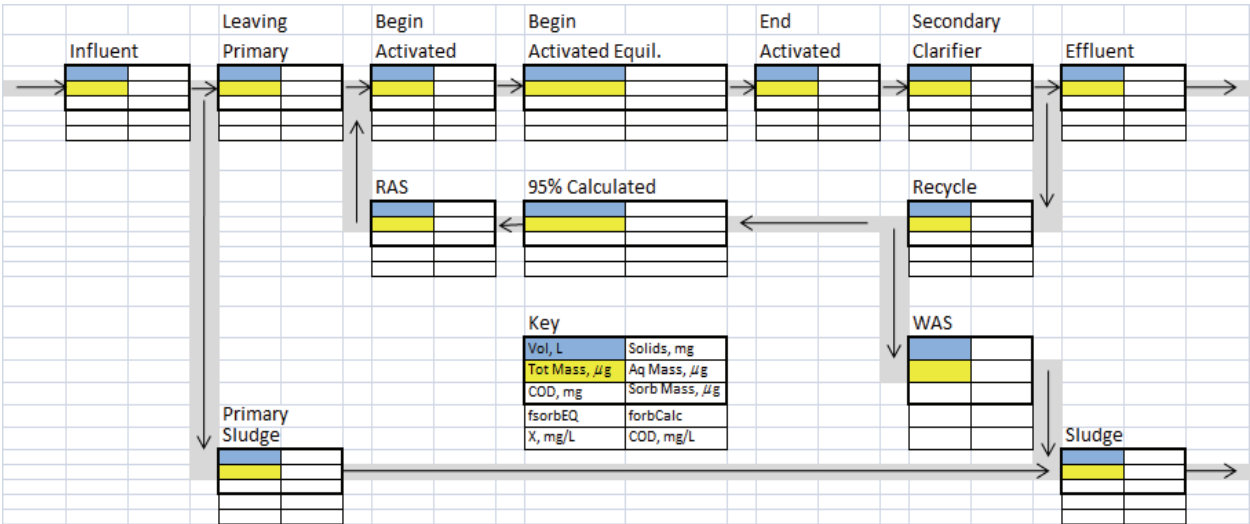 Leaving Begin Begin End Secondary
Influent Primary Activated Activated Equil. Activated Clarifier Effluent
RAS 95% Calculated Recycle
Key WAS
Vol, L Solids, mg
Tot Mass, µg Aq Mass, µg
COD, mg Sorb Mass, µg
fsorbEQ forbCalc
Primary
X, mg/L COD, mg/L
Sludge Sludge